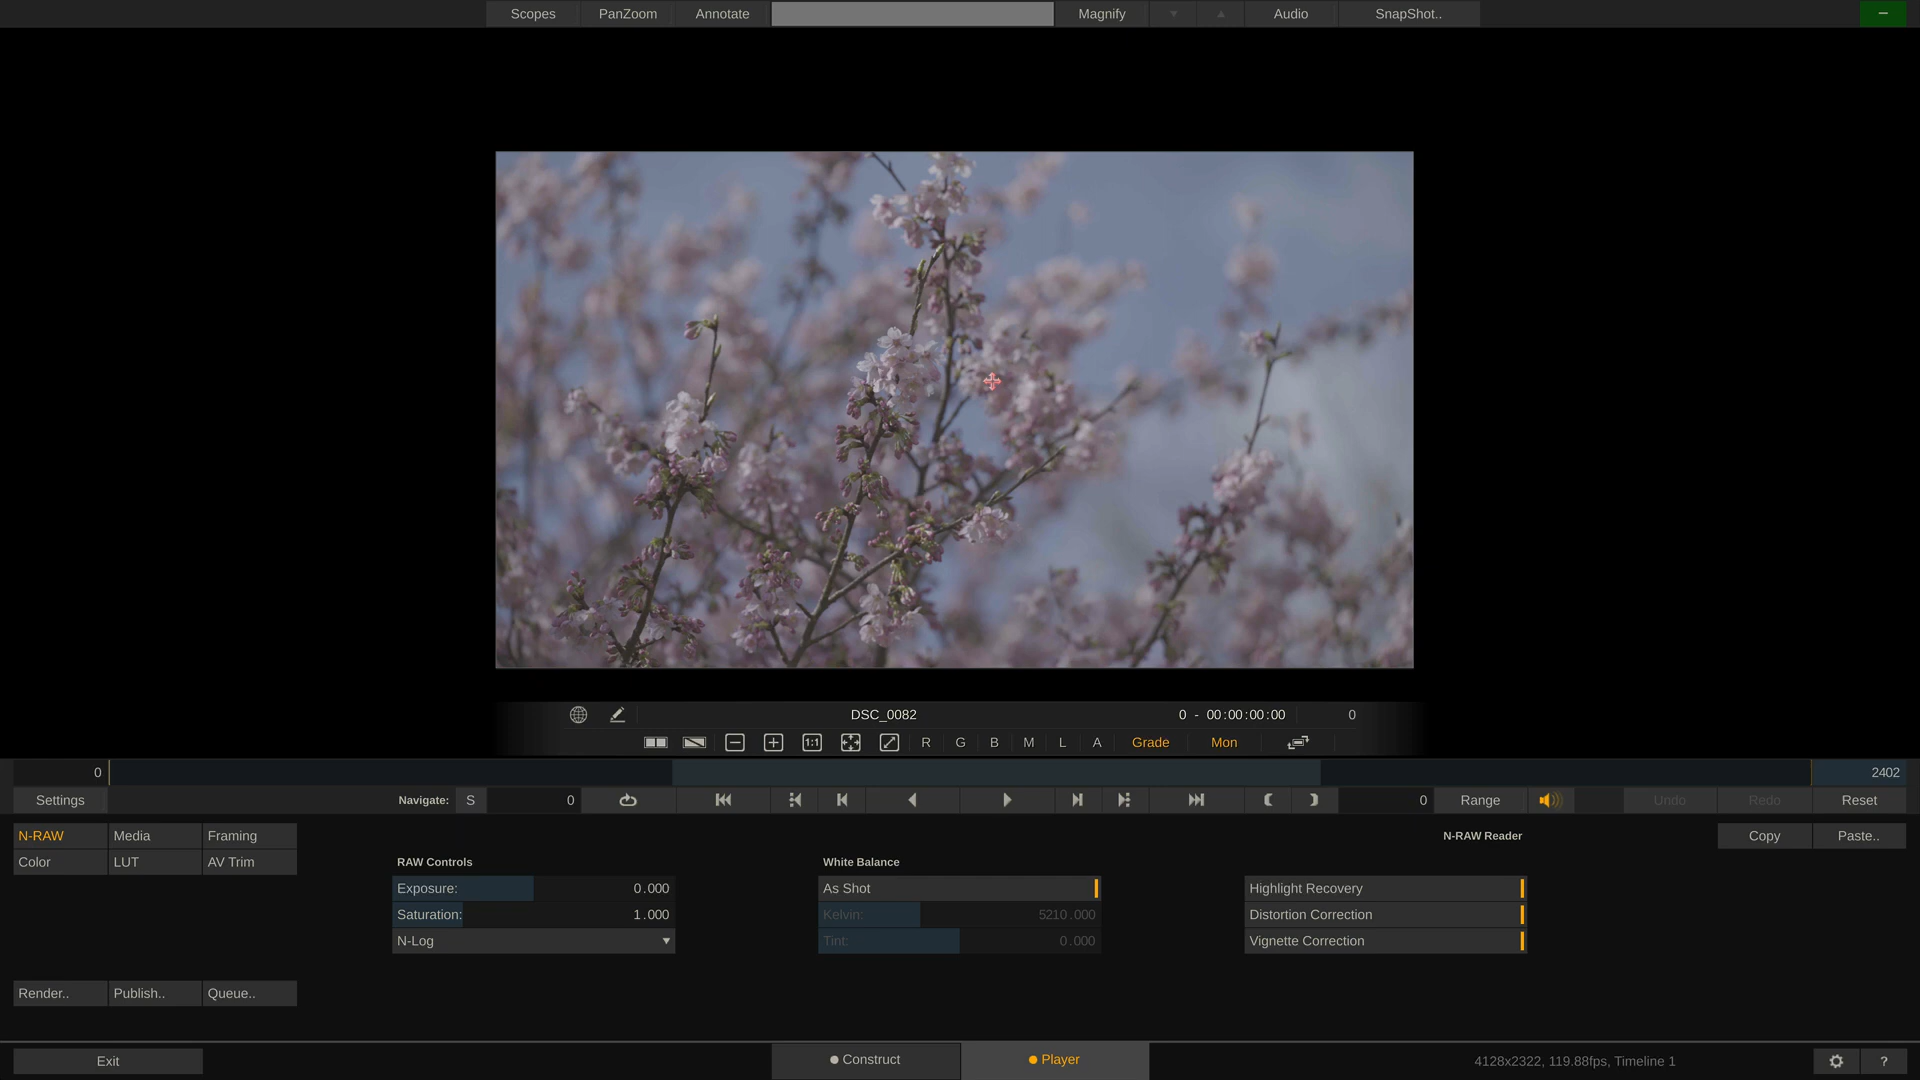 Scopes PanZoom Annotate Magnify Audio SnapShot..
DSC_0082 0 - 00:00:00:00 0
1:1 R G B M L A Grade Mon
0 2402
Settings Navigate: S 0 0 Range Undo Redo Reset
N-RAW Media Framing N-RAW Reader Copy Paste..
Color LUT AV Trim RAW Controls White Balance
Exposure: 0.000 As Shot Highlight Recovery
Saturation: 1.000 Kelvin: 5210.000 Distortion Correction
N-Log Tint: 0.000 Vignette Correction
Render.. Publish.. Queue..
Exit Construct Player 4128x2322, 119.88fps, Timeline 1 ?